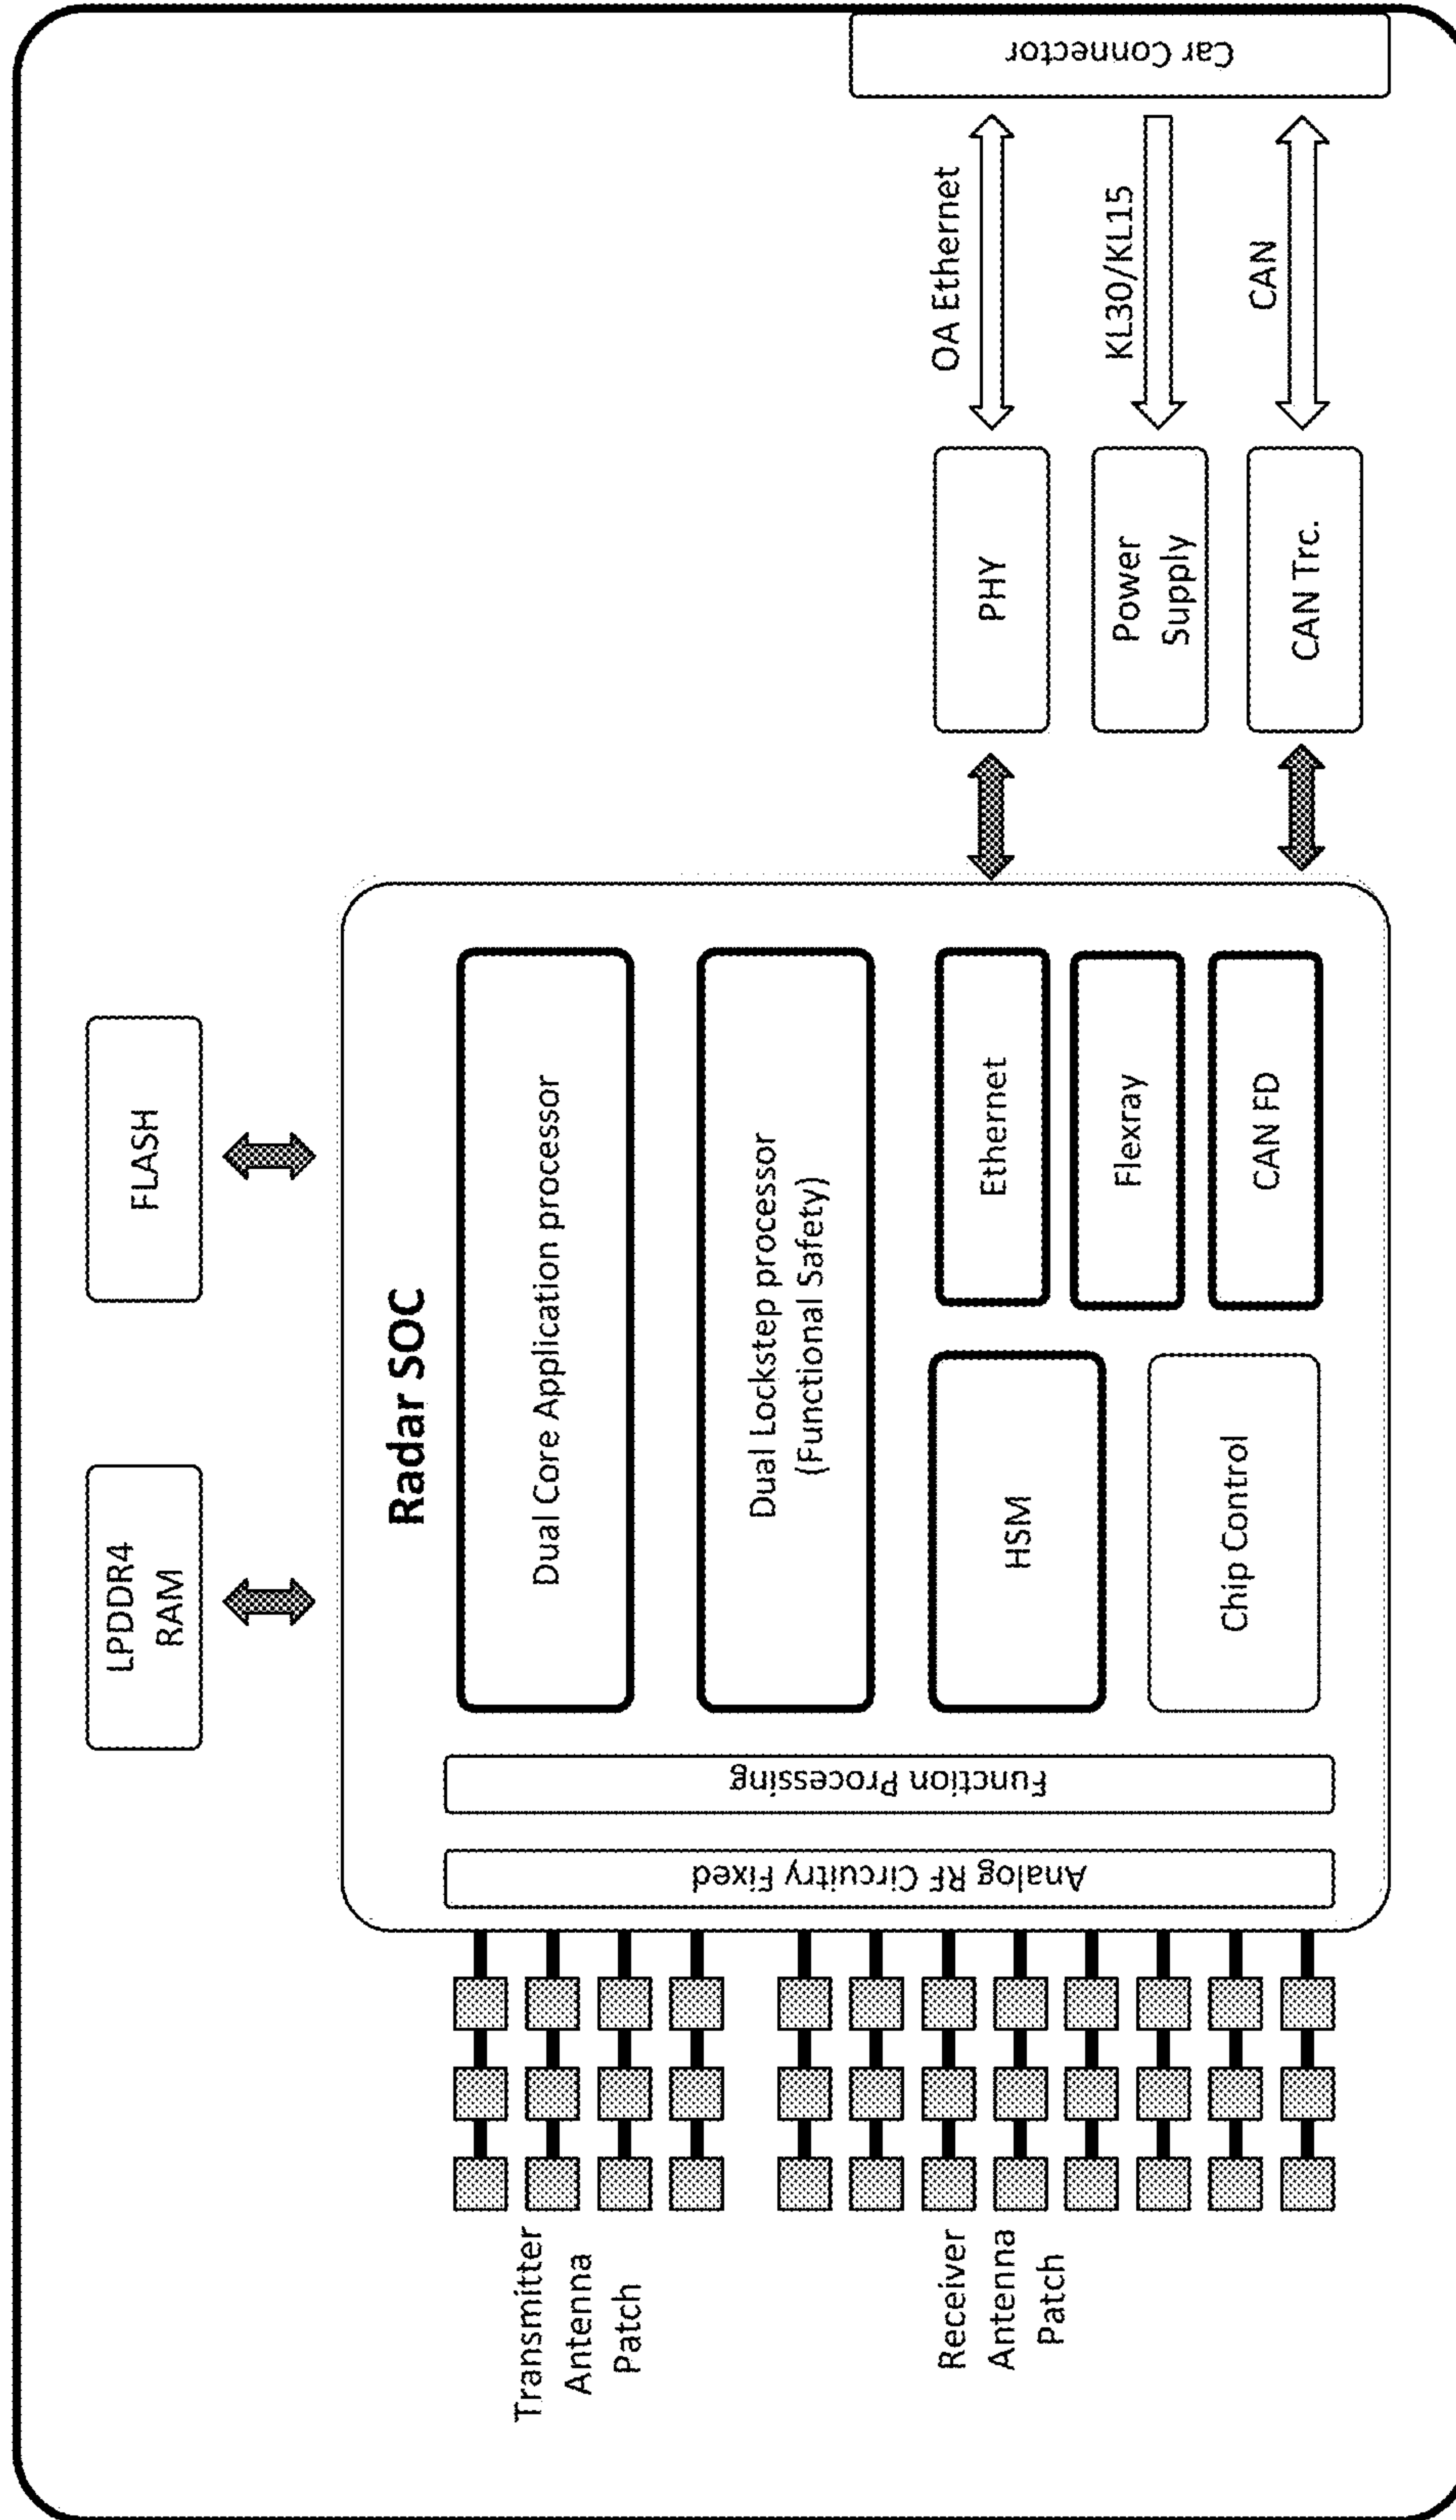 LPDDR4
RAM
FLASH
Radar SOC
Transmitter
Antenna
Patch
Receiver
Antenna
Patch
Analog RF Circuitry Fixed
Function Processing
Dual Core Application processor
Dual Lockstep processor
(Functional Safety)
HSM
Chip Control
Ethernet
Flexray
CAN FD
PHY
Power
Supply
CAN Trc.
OA Ethernet
KL30/KL15
CAN
Car Connector